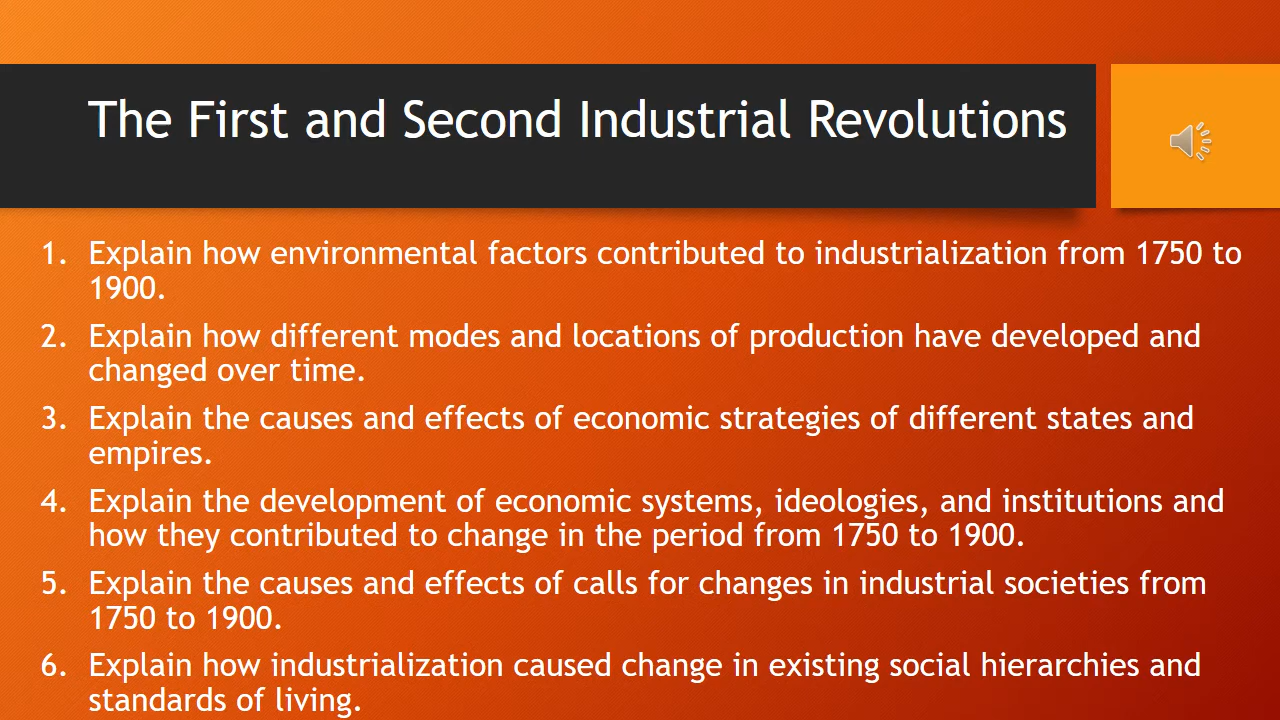 The First and Second Industrial Revolutions
1. Explain how environmental factors contributed to industrialization from 1750 to
1900.
2. Explain how different modes and locations of production have developed and
changed over time.
3. Explain the causes and effects of economic strategies of different states and
empires.
4. Explain the development of economic systems, ideologies, and institutions and
how they contributed to change in the period from 1750 to 1900.
5. Explain the causes and effects of calls for changes in industrial societies from
1750 to 1900.
6. Explain how industrialization caused change in existing social hierarchies and
standards of living.